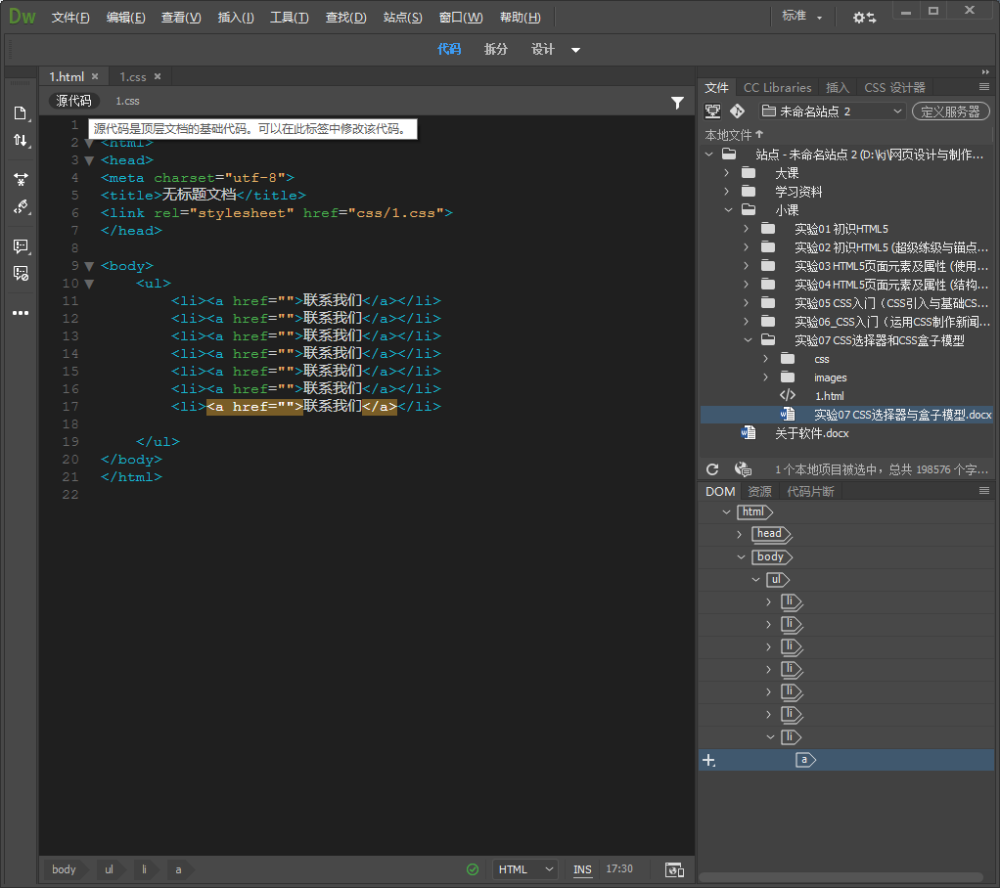 Dw 文件(F) 编辑(E) 查看(V) 插入(I) 工具(T) 查找(D) 站点(S) 窗口(W) 帮助(H) 标准
代码 拆分 设计
1.html × 1.css ×
源代码 1.css
源代码是顶层文档的基础代码。可以在此标签中修改该代码。
1
2 <html>
3 <head>
4 <meta charset="utf-8">
5 <title>无标题文档</title>
6 <link rel="stylesheet" href="css/1.css">
7 </head>
8
9 <body>
10 <ul>
11 <li><a href="">联系我们</a></li>
12 <li><a href="">联系我们</a></li>
13 <li><a href="">联系我们</a></li>
14 <li><a href="">联系我们</a></li>
15 <li><a href="">联系我们</a></li>
16 <li><a href="">联系我们</a></li>
17 <li><a href="">联系我们</a></li>
18
19 </ul>
20 </body>
21 </html>
22
body ul li a HTML INS 17:30
文件 CC Libraries 插入 CSS 设计器
未命名站点 2 定义服务器
本地文件↑
站点 - 未命名站点 2 (D:\kj\网页设计与制作...
大课
学习资料
小课
实验01 初识HTML5
实验02 初识HTML5 (超级练级与锚点...
实验03 HTML5页面元素及属性 (使用...
实验04 HTML5页面元素及属性 (结构...
实验05 CSS入门（CSS引入与基础CS...
实验06_CSS入门（运用CSS制作新闻...
实验07 CSS选择器和CSS盒子模型
css
images
1.html
实验07 CSS选择器与盒子模型.docx
关于软件.docx
1 个本地项目被选中，总共 198576 个字...
DOM 资源 代码片断
html
head
body
ul
li
li
li
li
li
li
li
a